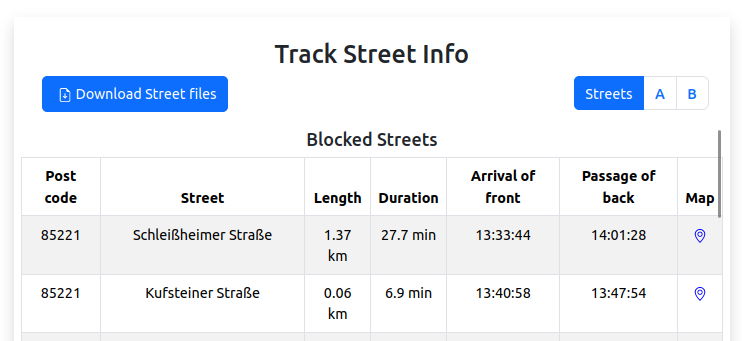 Track Street Info
Download Street files
Streets A B
Blocked Streets
Post code Street Length Duration Arrival of front Passage of back Map
85221 Schleißheimer Straße 1.37 km 27.7 min 13:33:44 14:01:28
85221 Kufsteiner Straße 0.06 km 6.9 min 13:40:58 13:47:54